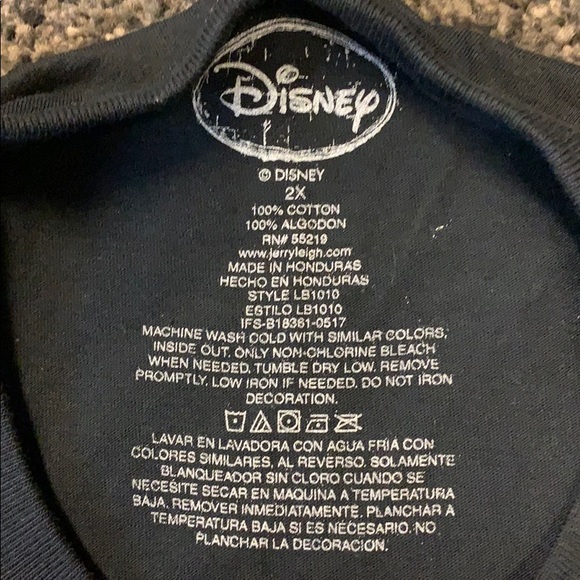 Disney
© DISNEY
2X
100% COTTON
100% ALGODON
RN# 55219
www.jerryleigh.com
MADE IN HONDURAS
HECHO EN HONDURAS
STYLE LB1010
ESTILO LB1010
IFS-B18361-0517
MACHINE WASH COLD WITH SIMILAR COLORS,
INSIDE OUT. ONLY NON-CHLORINE BLEACH
WHEN NEEDED. TUMBLE DRY LOW. REMOVE
PROMPTLY. LOW IRON IF NEEDED. DO NOT IRON
DECORATION.
LAVAR EN LAVADORA CON AGUA FRIA CON
COLORES SIMILARES, AL REVERSO. SOLAMENTE
BLANQUEADOR SIN CLORO CUANDO SE
NECESITE SECAR EN MAQUINA A TEMPERATURA
BAJA. REMOVER INMEDIATAMENTE. PLANCHAR A
TEMPERATURA BAJA SI ES NECESARIO. NO
PLANCHAR LA DECORACIÓN.